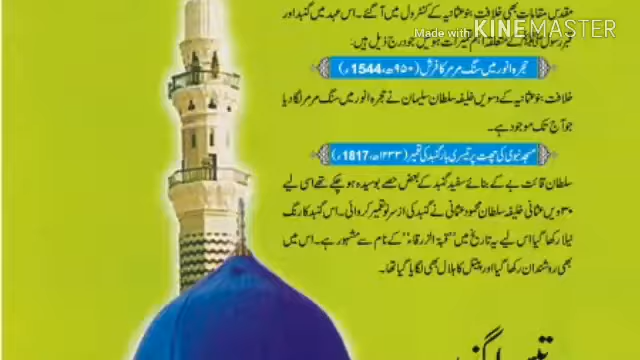 مقدس مقامات بھی خلافت بنو عثمانیہ کے کنٹرول میں آ گئے۔ اس عہد میں گنبد اور
Made with KINEMASTER
حجرہ انور میں سنگ مرمر کا فرش (۹۵۰ھ، 1544ء)
خلافت بنو عثمانیہ کے دسویں خلیفہ سلطان سلیمان نے حجرہ انور میں سنگ مرمر لگا دیا
جو آج تک موجود ہے۔
مسجد نبوی کی چھت پر تیسری بار گنبد کی تعمیر (۱۲۳۳ھ، 1817ء)
سلطان قائت بے کے بنائے سفید گنبد کے بعض حصے بوسیدہ ہو چکے تھے اسی لیے
۳۰ویں عثمانی خلیفہ سلطان محمود عثمانی نے گنبد کی از سر نو تعمیر کروائی۔ اس گنبد کا رنگ
نیلا رکھا گیا اس لیے یہ تاریخ میں "قبۃ الزرقاء" کے نام سے مشہور ہے۔ اس میں
بھی روشندان رکھا گیا اور پیتل کا ہلال بھی لگایا گیا تھا۔